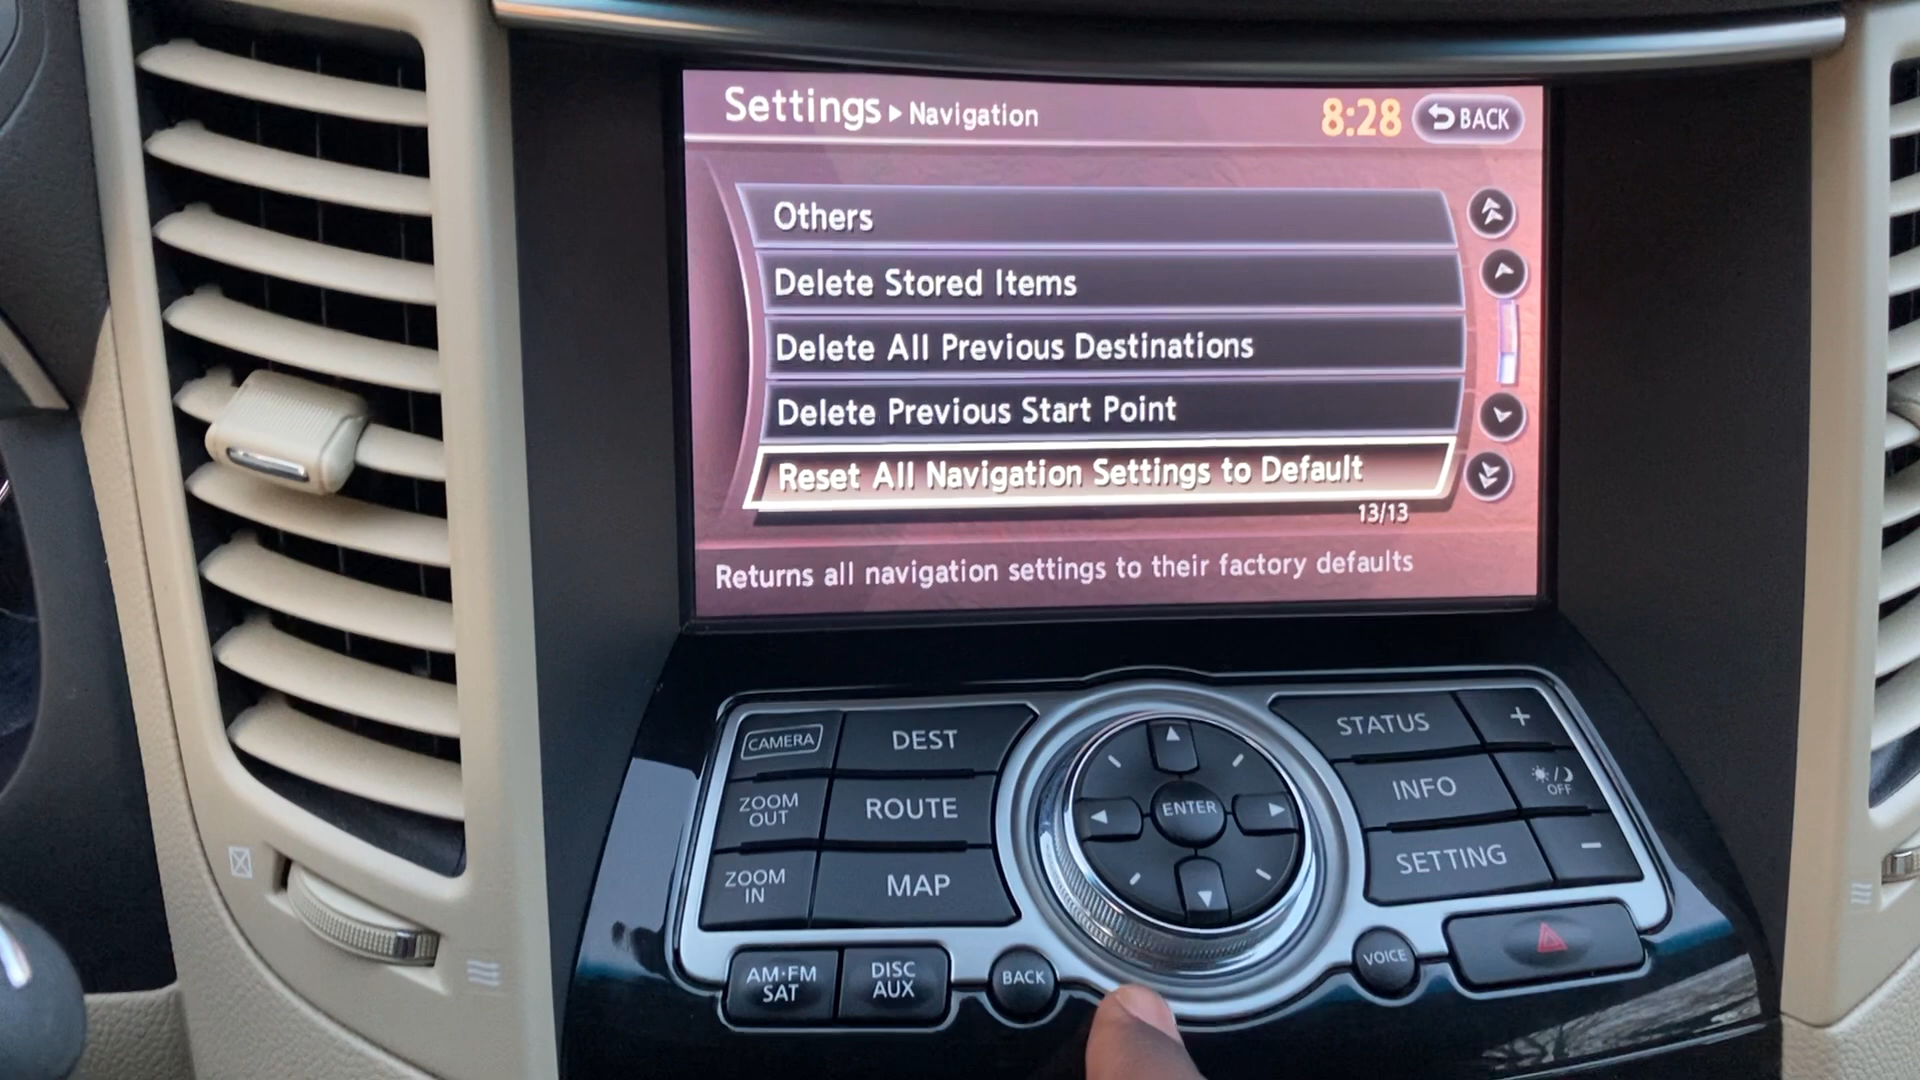 Settings ▸ Navigation
8:28
BACK
Others
Delete Stored Items
Delete All Previous Destinations
Delete Previous Start Point
Reset All Navigation Settings to Default
13/13
Returns all navigation settings to their factory defaults
CAMERA
DEST
ZOOM
OUT
ROUTE
ZOOM
IN
MAP
ENTER
STATUS
+
INFO
OFF
SETTING
−
AM·FM
SAT
DISC
AUX
BACK
VOICE